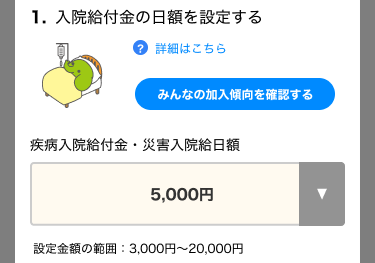 1. 入院給付金の日額を設定する
? 詳細はこちら
みんなの加入傾向を確認する
疾病入院給付金・災害入院給日額
5,000円 ▼
設定金額の範囲：3,000円〜20,000円